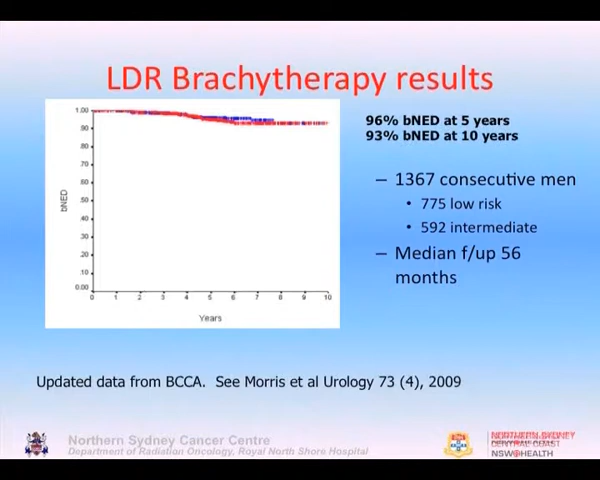 LDR Brachytherapy results
1.00
.90
.80
.70
.60
.50
.40
.30
.20
.10
0.00
bNED
0 1 2 3 4 5 6 7 8 9 10
Years
96% bNED at 5 years
93% bNED at 10 years
– 1367 consecutive men
• 775 low risk
• 592 intermediate
– Median f/up 56
months
Updated data from BCCA. See Morris et al Urology 73 (4), 2009
Northern Sydney Cancer Centre
Department of Radiation Oncology, Royal North Shore Hospital
NORTHERN SYDNEY
CENTRAL COAST
NSW HEALTH